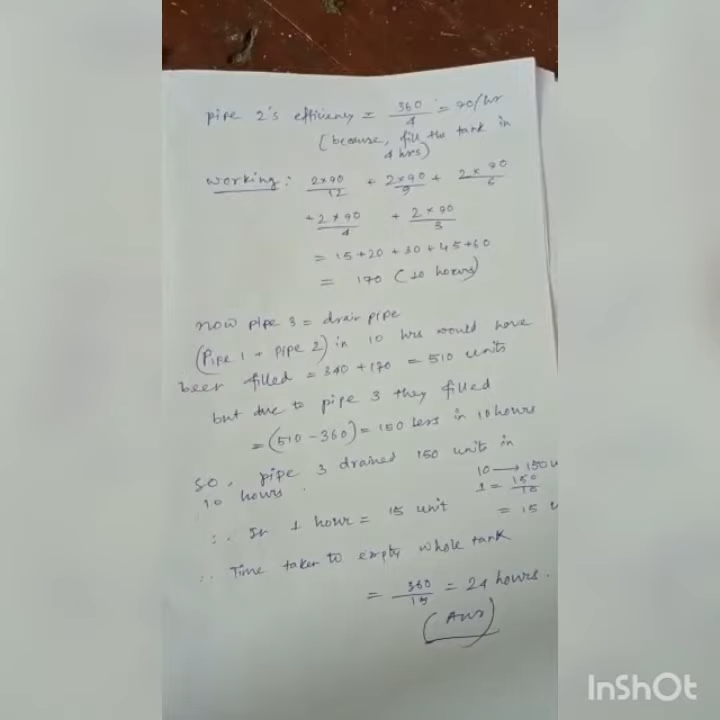 pipe 2's efficiency = 360/4 = 90/hr
[because, fill the tank in
4 hrs)
working: 2×90/12 + 2×90/9 + 2×90/6
+ 2×90/4 + 2×90/3
= 15+20+30+45+60
= 170 (10 hours)
now pipe 3 = drain pipe
(Pipe 1 + pipe 2) in 10 hrs would have
been filled = 340+170 = 510 units
but due to pipe 3 they filled
= (510-360) = 150 less in 10 hours
so, pipe 3 drained 150 unit in
10 hours.
10 → 150 u
1 = 150/10
= 15 u
∴ In 1 hour = 15 unit
∴ Time taken to empty whole tank
= 360/15 = 24 hours.
(Ans)
InShOt